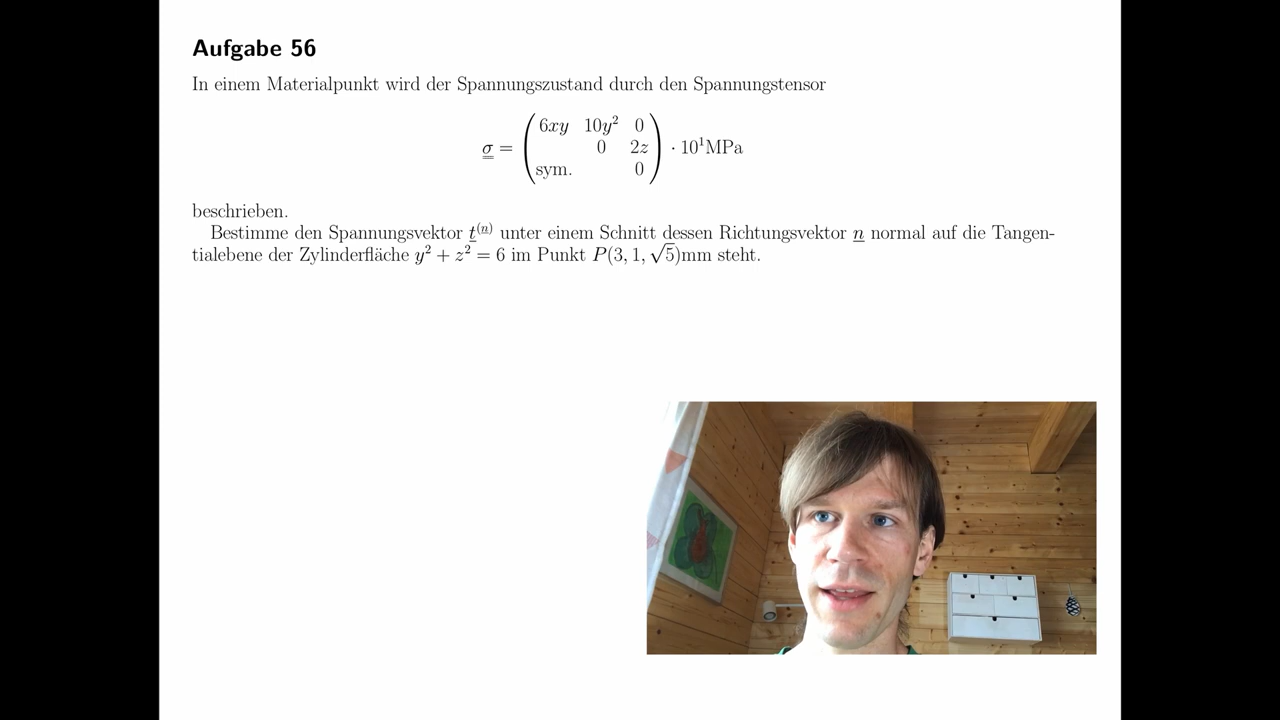 Aufgabe 56
In einem Materialpunkt wird der Spannungszustand durch den Spannungstensor
σ = ( 6xy 10y² 0
0 2z
sym. 0 ) · 10¹MPa
beschrieben.
Bestimme den Spannungsvektor t⁽ⁿ⁾ unter einem Schnitt dessen Richtungsvektor n normal auf die Tangen-
tialebene der Zylinderfläche y² + z² = 6 im Punkt P(3, 1, √5)mm steht.